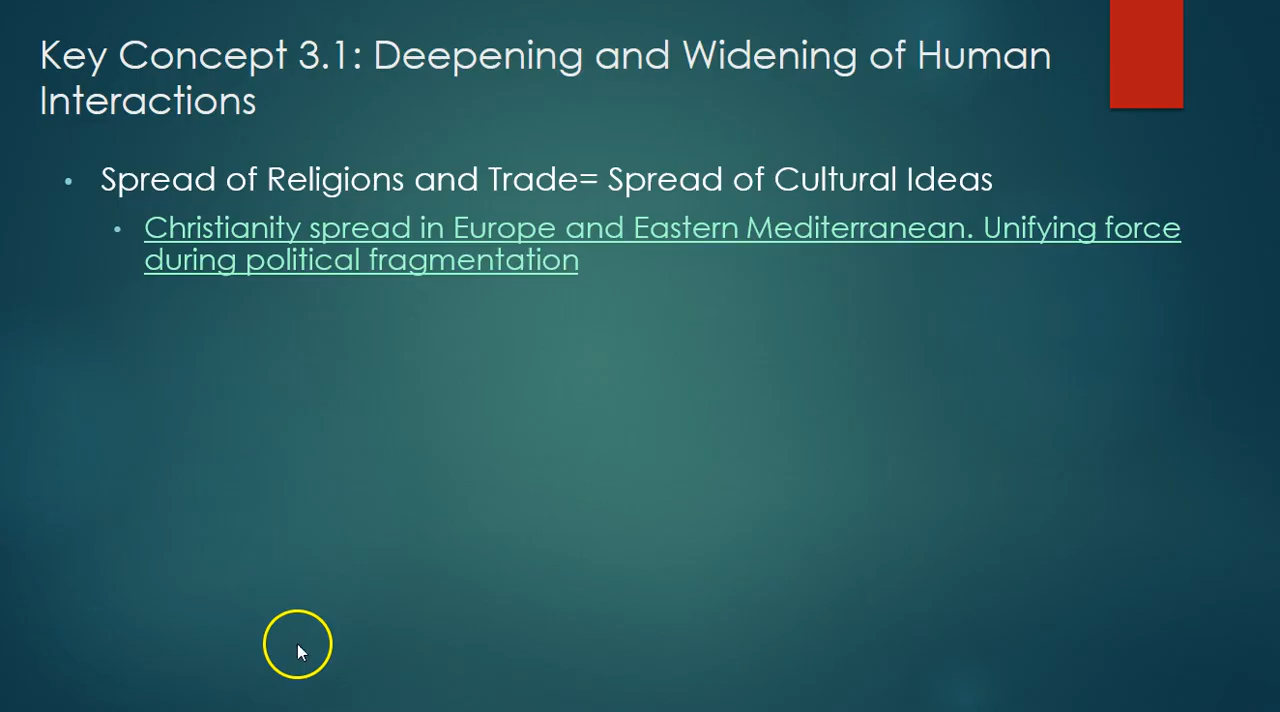 Key Concept 3.1: Deepening and Widening of Human
Interactions
• Spread of Religions and Trade= Spread of Cultural Ideas
• Christianity spread in Europe and Eastern Mediterranean. Unifying force
during political fragmentation